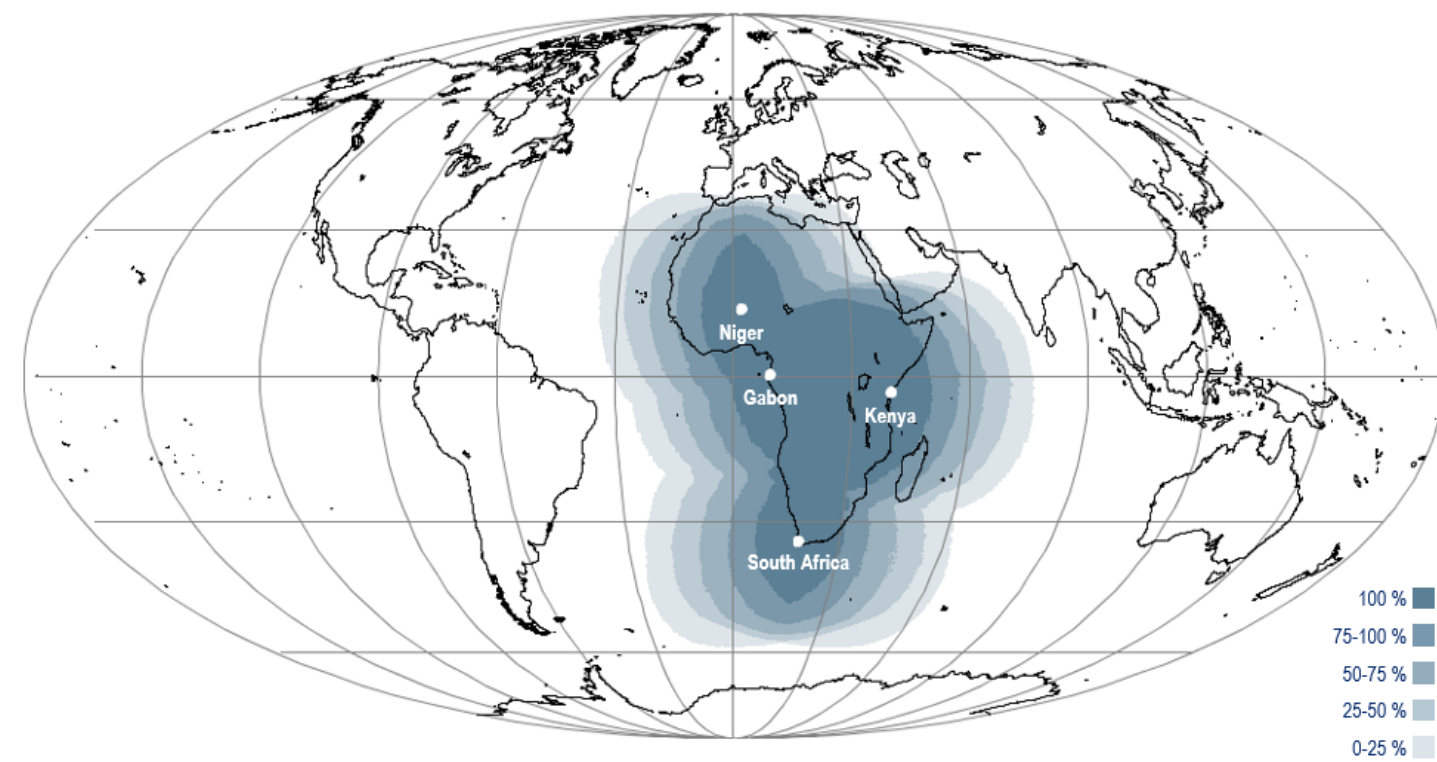 Niger
Gabon
Kenya
South Africa
100 %
75-100 %
50-75 %
25-50 %
0-25 %